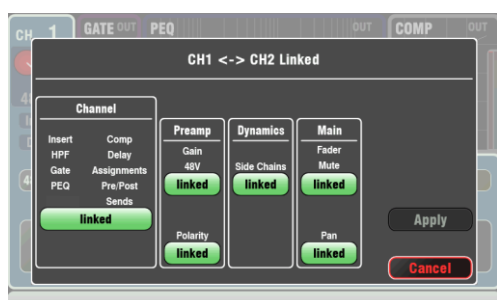 CH 1 GATE OUT PEQ OUT COMP OUT
CH1 <-> CH2 Linked
Channel
Insert Comp
HPF Delay
Gate Assignments
PEQ Pre/Post
Sends
linked
Preamp
Gain
48V
linked
Polarity
linked
Dynamics
Side Chains
linked
Main
Fader
Mute
linked
Pan
linked
Apply
Cancel